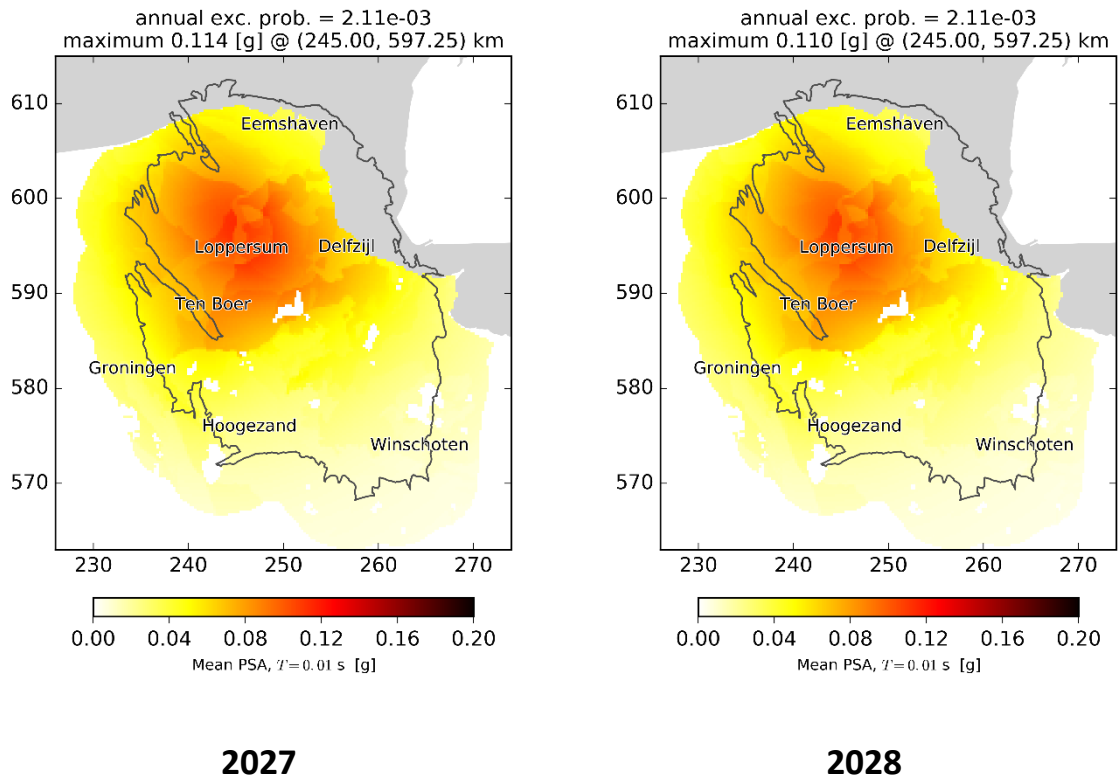 annual exc. prob. = 2.11e-03
maximum 0.114 [g] @ (245.00, 597.25) km
610
600
590
580
570
230 240 250 260 270
Eemshaven
Loppersum
Delfzijl
Ten Boer
Groningen
Hoogezand
Winschoten
0.00 0.04 0.08 0.12 0.16 0.20
Mean PSA, T = 0.01 s [g]
2027
annual exc. prob. = 2.11e-03
maximum 0.110 [g] @ (245.00, 597.25) km
610
600
590
580
570
230 240 250 260 270
Eemshaven
Loppersum
Delfzijl
Ten Boer
Groningen
Hoogezand
Winschoten
0.00 0.04 0.08 0.12 0.16 0.20
Mean PSA, T = 0.01 s [g]
2028